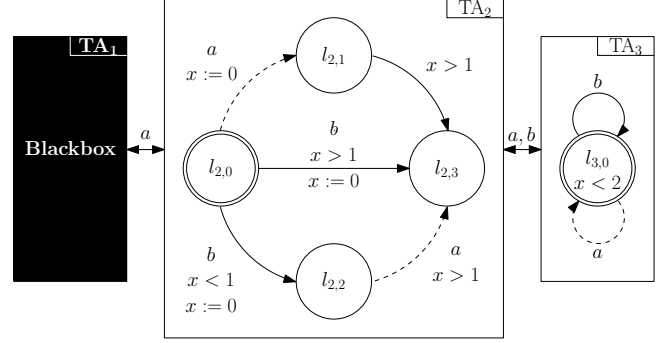 TA₁
Blackbox
a
TA₂
a
x := 0
l₂,₁
x > 1
l₂,₀
b
x > 1
x := 0
l₂,₃
b
x < 1
x := 0
l₂,₂
a
x > 1
a, b
TA₃
b
l₃,₀
x < 2
a